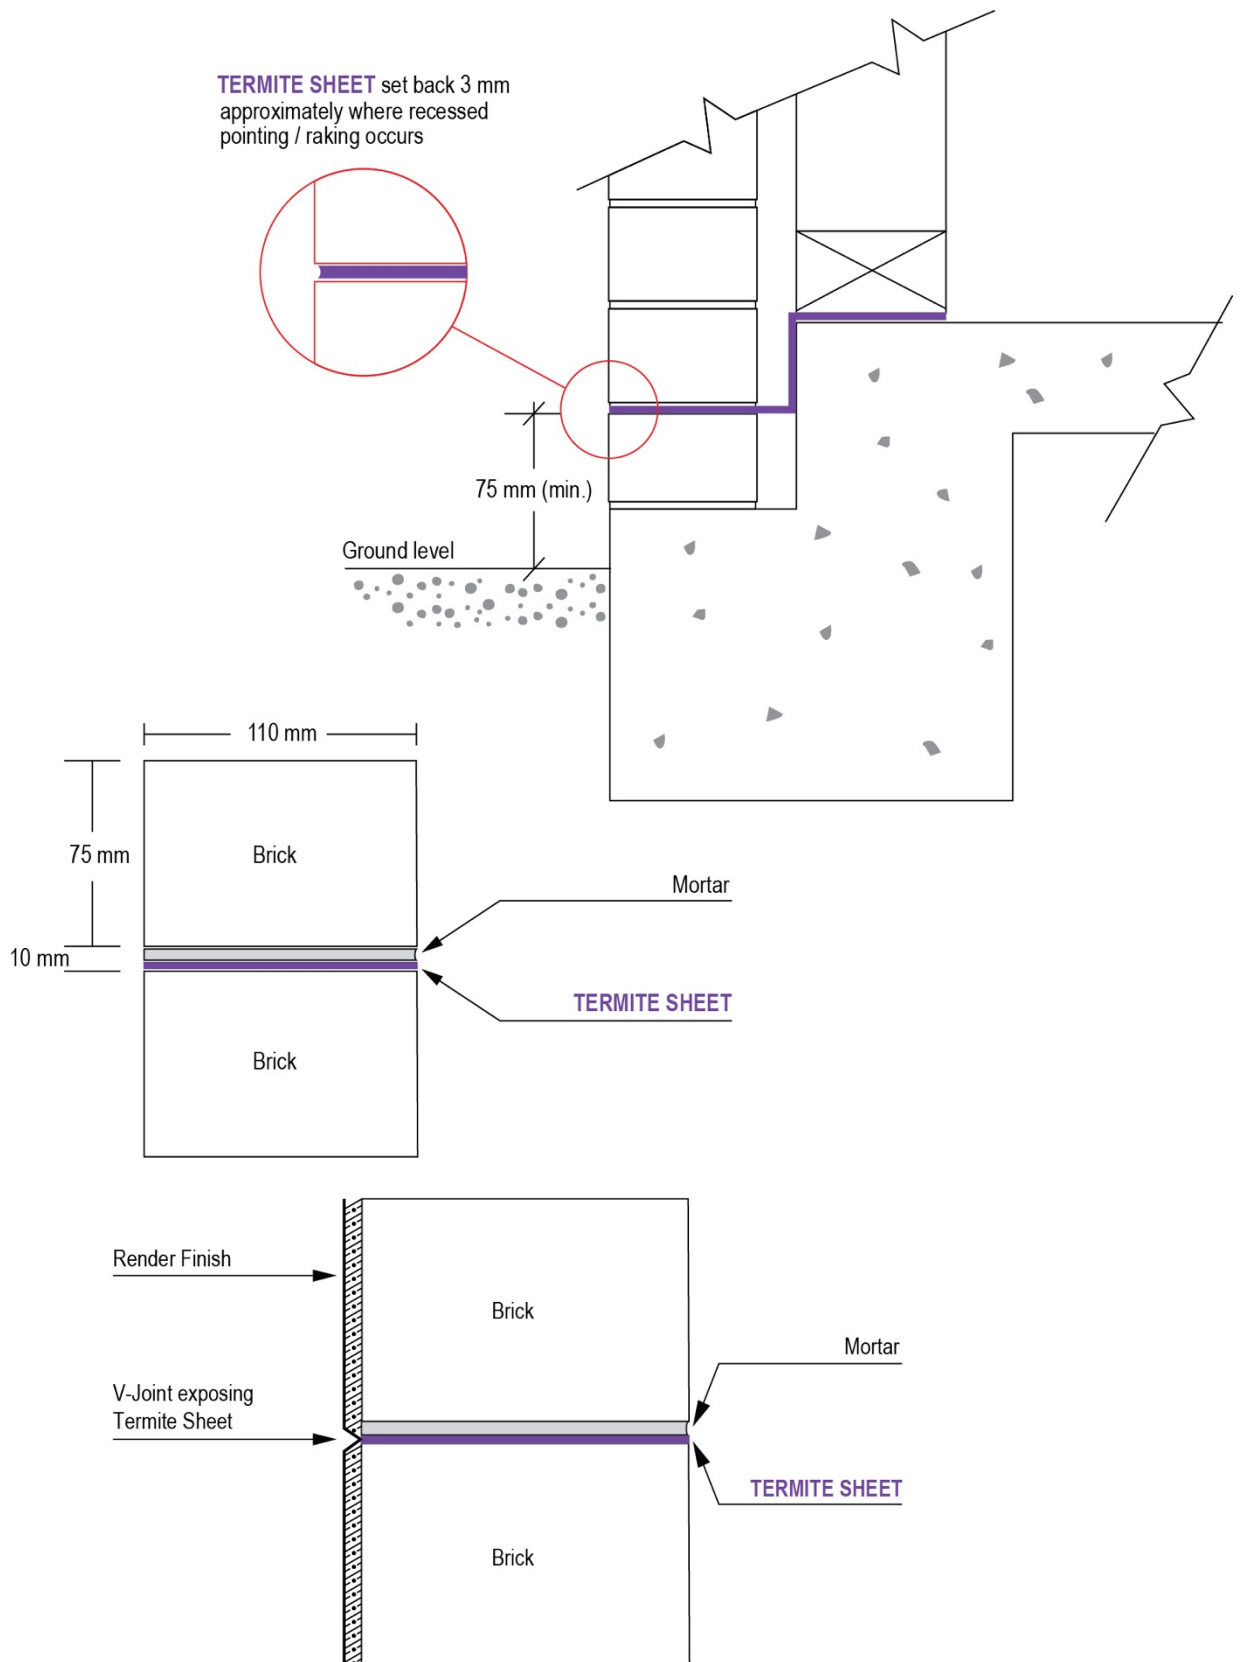 TERMITE SHEET set back 3 mm
approximately where recessed
pointing / raking occurs
75 mm (min.)
Ground level
110 mm
75 mm
Brick
Mortar
10 mm
TERMITE SHEET
Brick
Render Finish
Brick
Mortar
V-Joint exposing
Termite Sheet
TERMITE SHEET
Brick